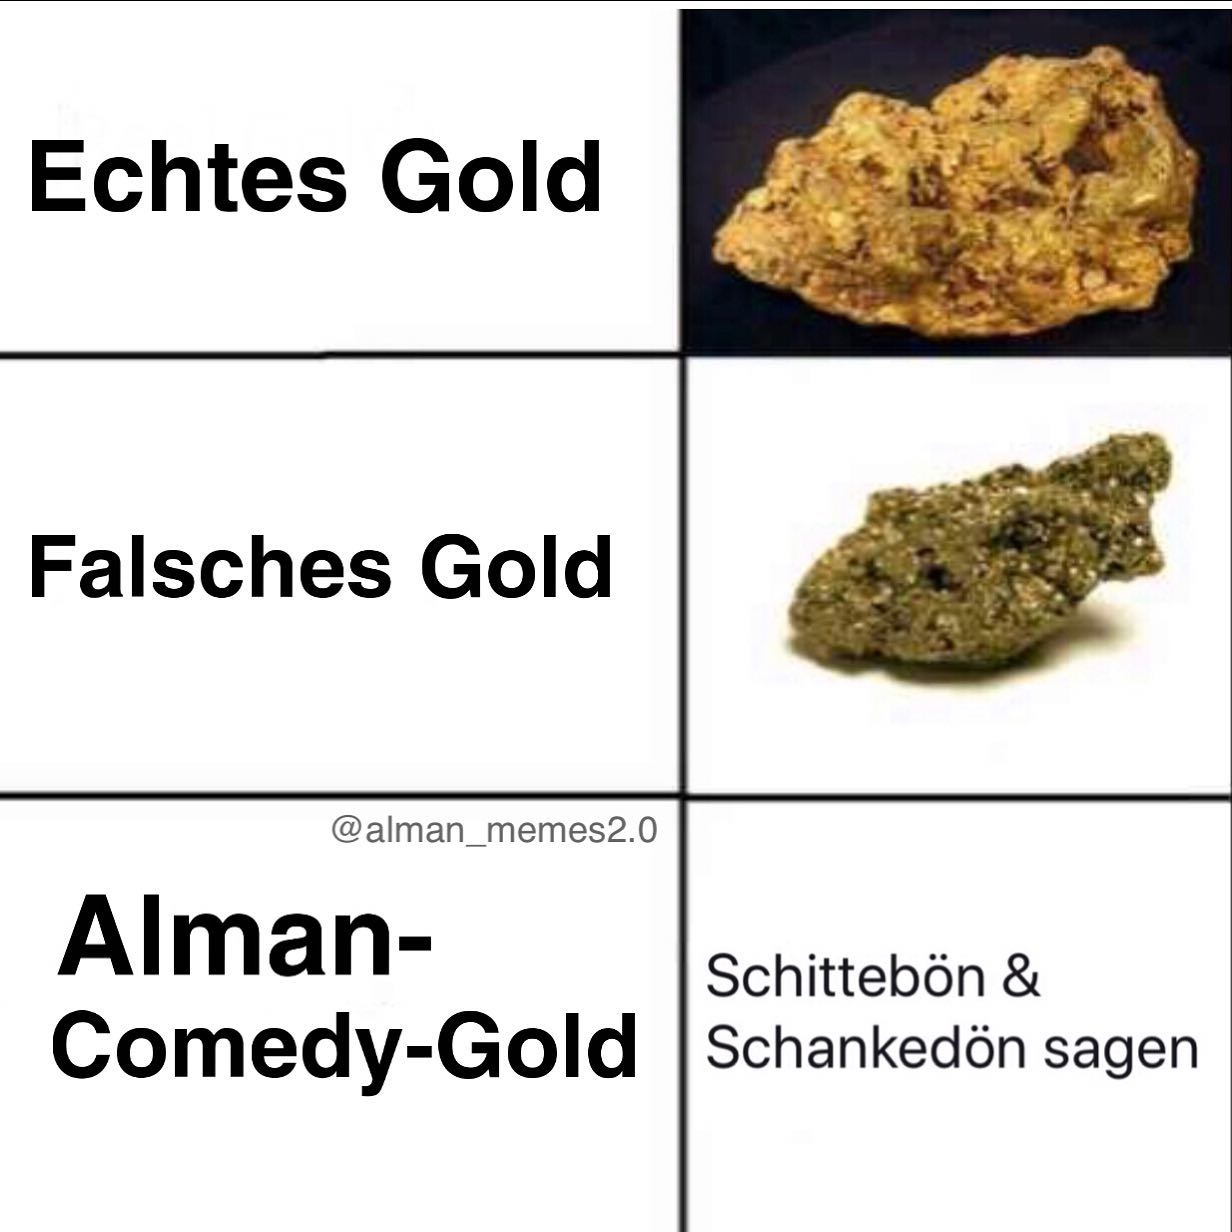 Echtes Gold
Falsches Gold
@alman_memes2.0
Alman-
Comedy-Gold
Schittebön &
Schankedön sagen